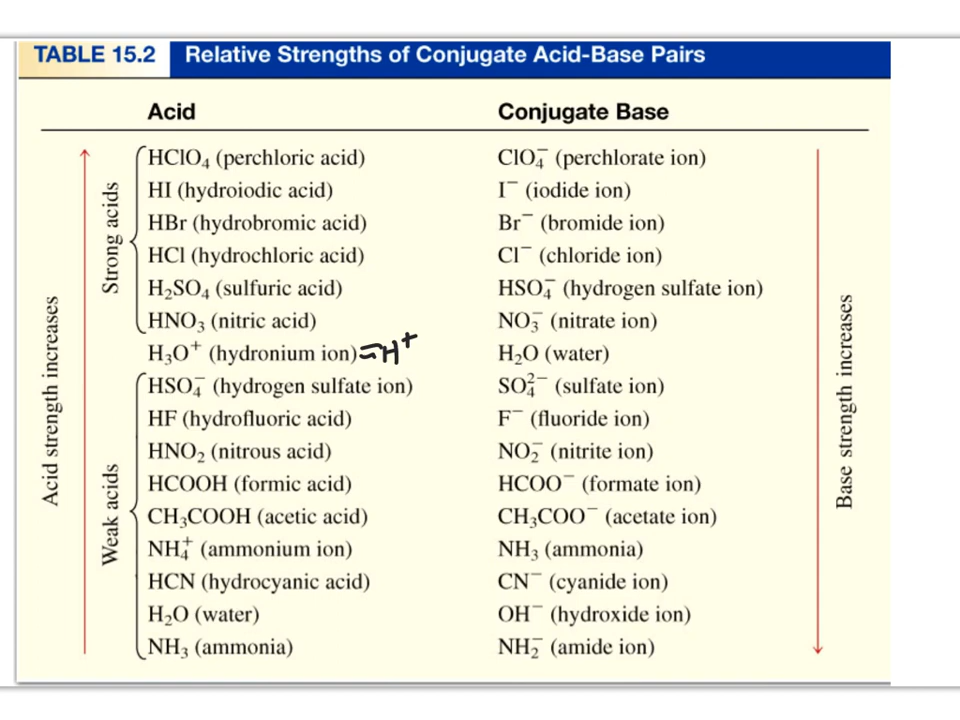 TABLE 15.2 Relative Strengths of Conjugate Acid-Base Pairs
Acid Conjugate Base
HClO₄ (perchloric acid) ClO₄⁻ (perchlorate ion)
HI (hydroiodic acid) I⁻ (iodide ion)
HBr (hydrobromic acid) Br⁻ (bromide ion)
HCl (hydrochloric acid) Cl⁻ (chloride ion)
H₂SO₄ (sulfuric acid) HSO₄⁻ (hydrogen sulfate ion)
HNO₃ (nitric acid) NO₃⁻ (nitrate ion)
H₃O⁺ (hydronium ion) =H⁺ H₂O (water)
HSO₄⁻ (hydrogen sulfate ion) SO₄²⁻ (sulfate ion)
HF (hydrofluoric acid) F⁻ (fluoride ion)
HNO₂ (nitrous acid) NO₂⁻ (nitrite ion)
HCOOH (formic acid) HCOO⁻ (formate ion)
CH₃COOH (acetic acid) CH₃COO⁻ (acetate ion)
NH₄⁺ (ammonium ion) NH₃ (ammonia)
HCN (hydrocyanic acid) CN⁻ (cyanide ion)
H₂O (water) OH⁻ (hydroxide ion)
NH₃ (ammonia) NH₂⁻ (amide ion)
Acid strength increases
Strong acids
Weak acids
Base strength increases